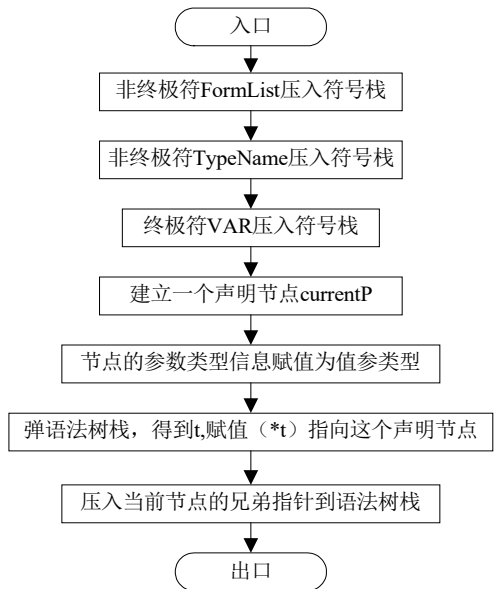 入口
非终极符FormList压入符号栈
非终极符TypeName压入符号栈
终极符VAR压入符号栈
建立一个声明节点currentP
节点的参数类型信息赋值为值参类型
弹语法树栈，得到t,赋值（*t）指向这个声明节点
压入当前节点的兄弟指针到语法树栈
出口